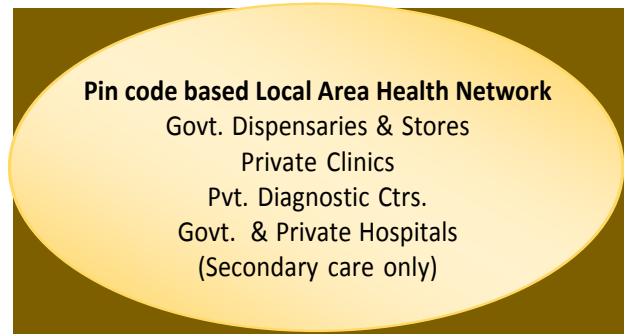 Pin code based Local Area Health Network
Govt. Dispensaries & Stores
Private Clinics
Pvt. Diagnostic Ctrs.
Govt. & Private Hospitals
(Secondary care only)